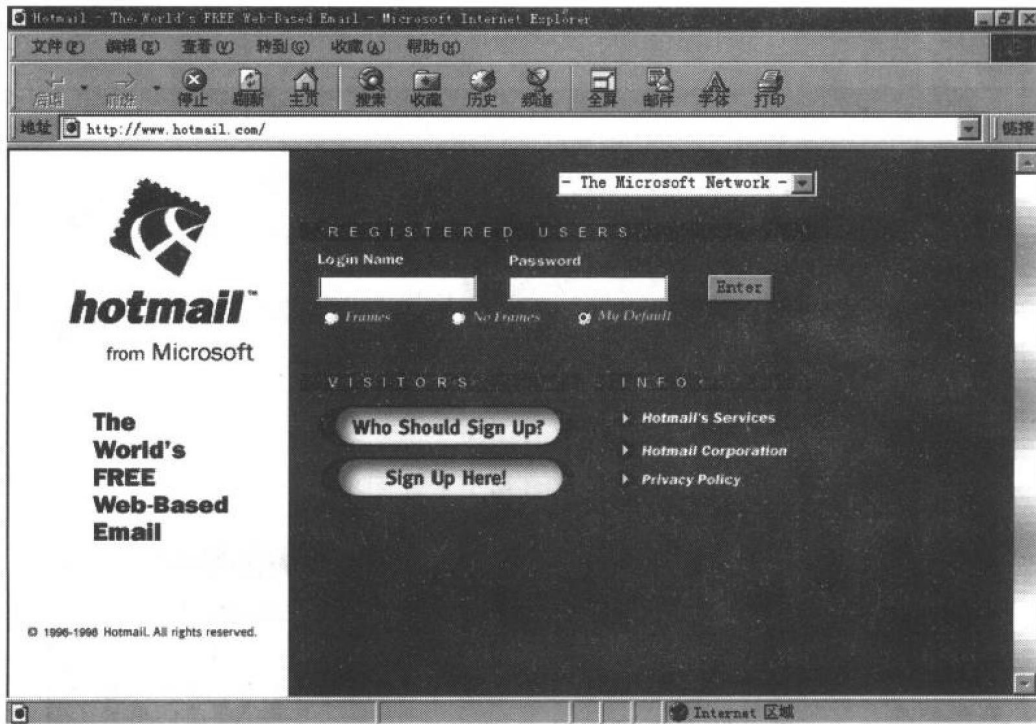 Hotmail - The World's FREE Web-Based Email - Microsoft Internet Explorer
文件(F) 编辑(E) 查看(V) 转到(G) 收藏(A) 帮助(H)
后退 前进 停止 刷新 主页 搜索 收藏 历史 频道 全屏 邮件 字体 打印
地址 http://www.hotmail.com/ 链接
- The Microsoft Network -
REGISTERED USERS
Login Name Password
Enter
Frames No Frames My Default
hotmail™
from Microsoft
VISITORS INFO
Who Should Sign Up?
Sign Up Here!
Hotmail's Services
Hotmail Corporation
Privacy Policy
The
World's
FREE
Web-Based
Email
© 1996-1998 Hotmail. All rights reserved.
Internet 区域